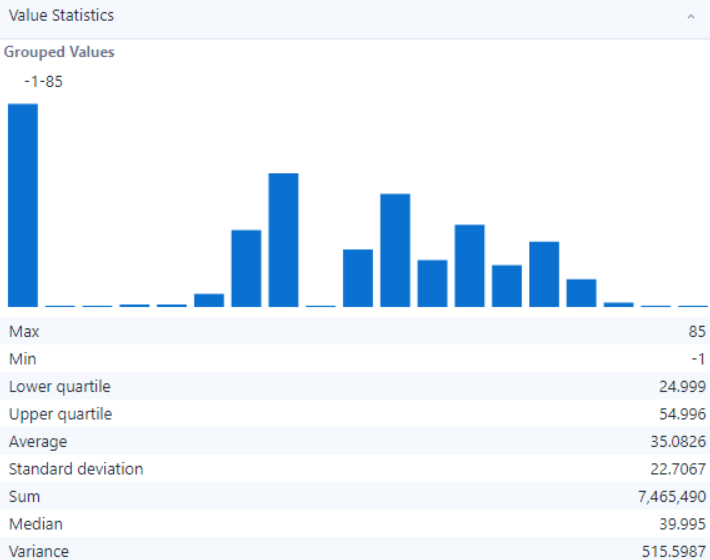 Value Statistics
Grouped Values
-1-85
Max 85
Min -1
Lower quartile 24.999
Upper quartile 54.996
Average 35.0826
Standard deviation 22.7067
Sum 7,465,490
Median 39.995
Variance 515.5987